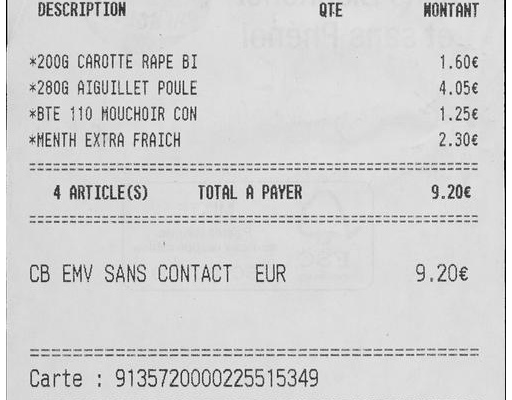 DESCRIPTION QTE MONTANT
*200G CAROTTE RAPE BI 1.60€
*280G AIGUILLET POULE 4.05€
*BTE 110 MOUCHOIR CON 1.25€
*MENTH EXTRA FRAICH 2.30€
================================================
4 ARTICLE(S) TOTAL A PAYER 9.20€
================================================
CB EMV SANS CONTACT EUR 9.20€
================================================
Carte : 9135720000225515349